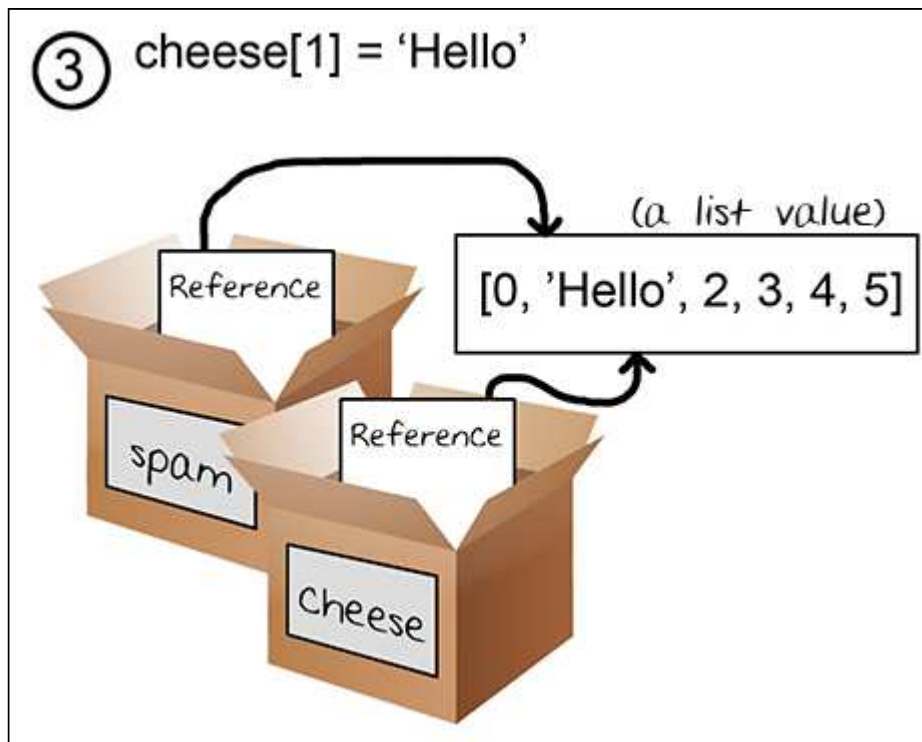 3 cheese[1] = ‘Hello’
(a list value)
Reference
[0, ’Hello’, 2, 3, 4, 5]
Reference
spam
cheese